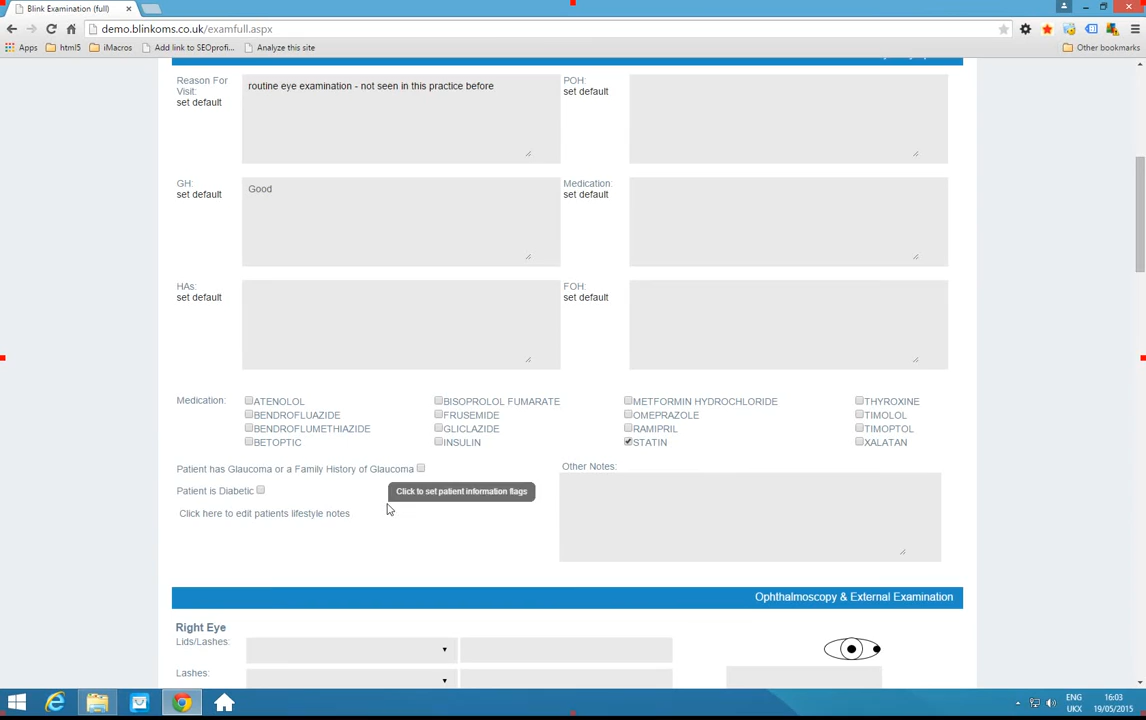 Blink Examination (full)
demo.blinkoms.co.uk/examfull.aspx
Apps
html5
iMacros
Add link to SEOprofi...
Analyze this site
Other bookmarks
Reason For
Visit:
set default
routine eye examination - not seen in this practice before
POH:
set default
GH:
set default
Good
Medication:
set default
HAs:
set default
FOH:
set default
Medication:
ATENOLOL
BISOPROLOL FUMARATE
METFORMIN HYDROCHLORIDE
THYROXINE
BENDROFLUAZIDE
FRUSEMIDE
OMEPRAZOLE
TIMOLOL
BENDROFLUMETHIAZIDE
GLICLAZIDE
RAMIPRIL
TIMOPTOL
BETOPTIC
INSULIN
STATIN
XALATAN
Patient has Glaucoma or a Family History of Glaucoma
Other Notes:
Patient is Diabetic
Click to set patient information flags
Click here to edit patients lifestyle notes
Ophthalmoscopy & External Examination
Right Eye
Lids/Lashes:
Lashes:
ENG
UKX
16:03
19/05/2015